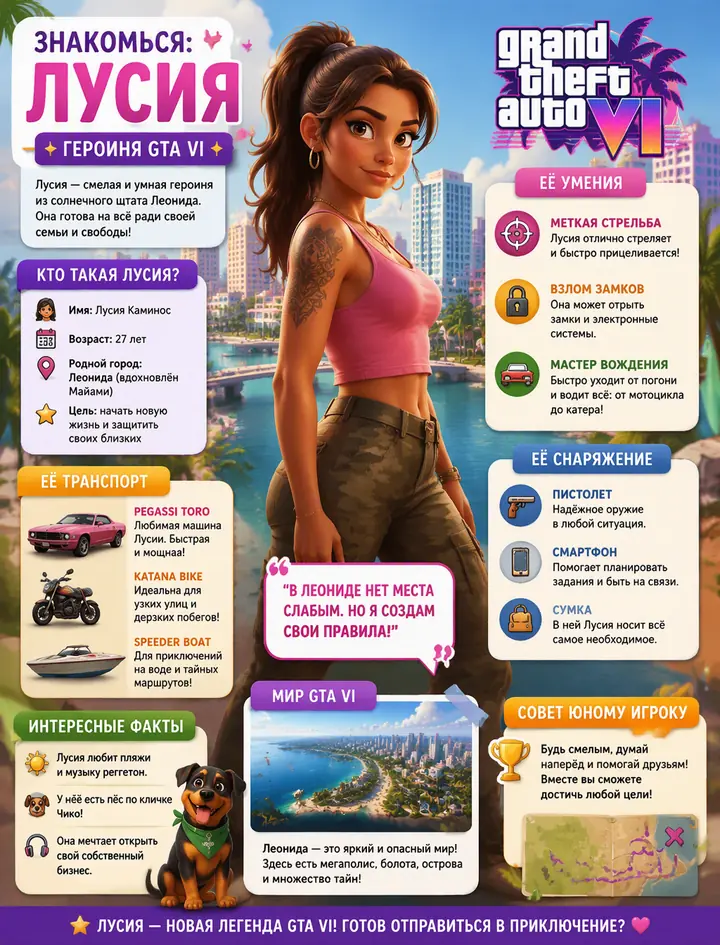 ЗНАКОМЬСЯ:
ЛУСИЯ
ГЕРОИНЯ GTA VI
Лусия — смелая и умная героиня
из солнечного штата Леонида.
Она готова на всё ради своей
семьи и свободы!
КТО ТАКАЯ ЛУСИЯ?
Имя: Лусия Каминос
Возраст: 27 лет
Родной город:
Леонида (вдохновлён
Майами)
Цель: начать новую
жизнь и защитить
своих близких
ЕЁ ТРАНСПОРТ
PEGASSI TORO
Любимая машина
Лусии. Быстрая
и мощнаа!
KATANA BIKE
Идеальна для
узких улиц и
дерзких побегов!
SPEEDER BOAT
Для приключений
на воде и тайных
маршрутов!
ИНТЕРЕСНЫЕ ФАКТЫ
Лусия любит пляжи
и музыку реггетон.
У нёё есть пёс по кличке
Чико!
Она мечтает открыть
свой собственный
бизнес.
"В ЛЕОНИДЕ НЕТ МЕСТА
СЛАБЫМ. НО Я СОЗДАМ
СВОИ ПРАВИЛА!"
МИР GTA VI
Леонида — это яркий и опасный мир!
Здесь есть мегаполис, болота, острова
и множество тайн!
grand
theft
auto VI
ЕЁ УМЕНИЯ
МЕТКАЯ СТРЕЛЬБА
Лусия отлично стреляет
и быстро прицеливается!
ВЗЛОМ ЗАМКОВ
Она может отрыть
замки и электронные
системы.
МАСТЕР ВОЖДЕНИЯ
Быстро уходит от погони
и водит всё: от мотоцикла
до катера!
ЕЁ СНАРЯЖЕНИЕ
ПИСТОЛЕТ
Надёжное оружие
в любой ситуации.
СМАРТФОН
Помогает планировать
задания и быть на связи.
СУМКА
В ней Лусия носит всё
самое необходимое.
СОВЕТ ЮНОМУ ИГРОКУ
Будь смелым, думай
наперёд и помогай друзьям!
Вместе вы сможете
достичь любой цели!
ЛУСИЯ — НОВАЯ ЛЕГЕНДА GTA VI! ГОТОВ ОТПРАВИТЬСЯ В ПРИКЛЮЧЕНИЕ?